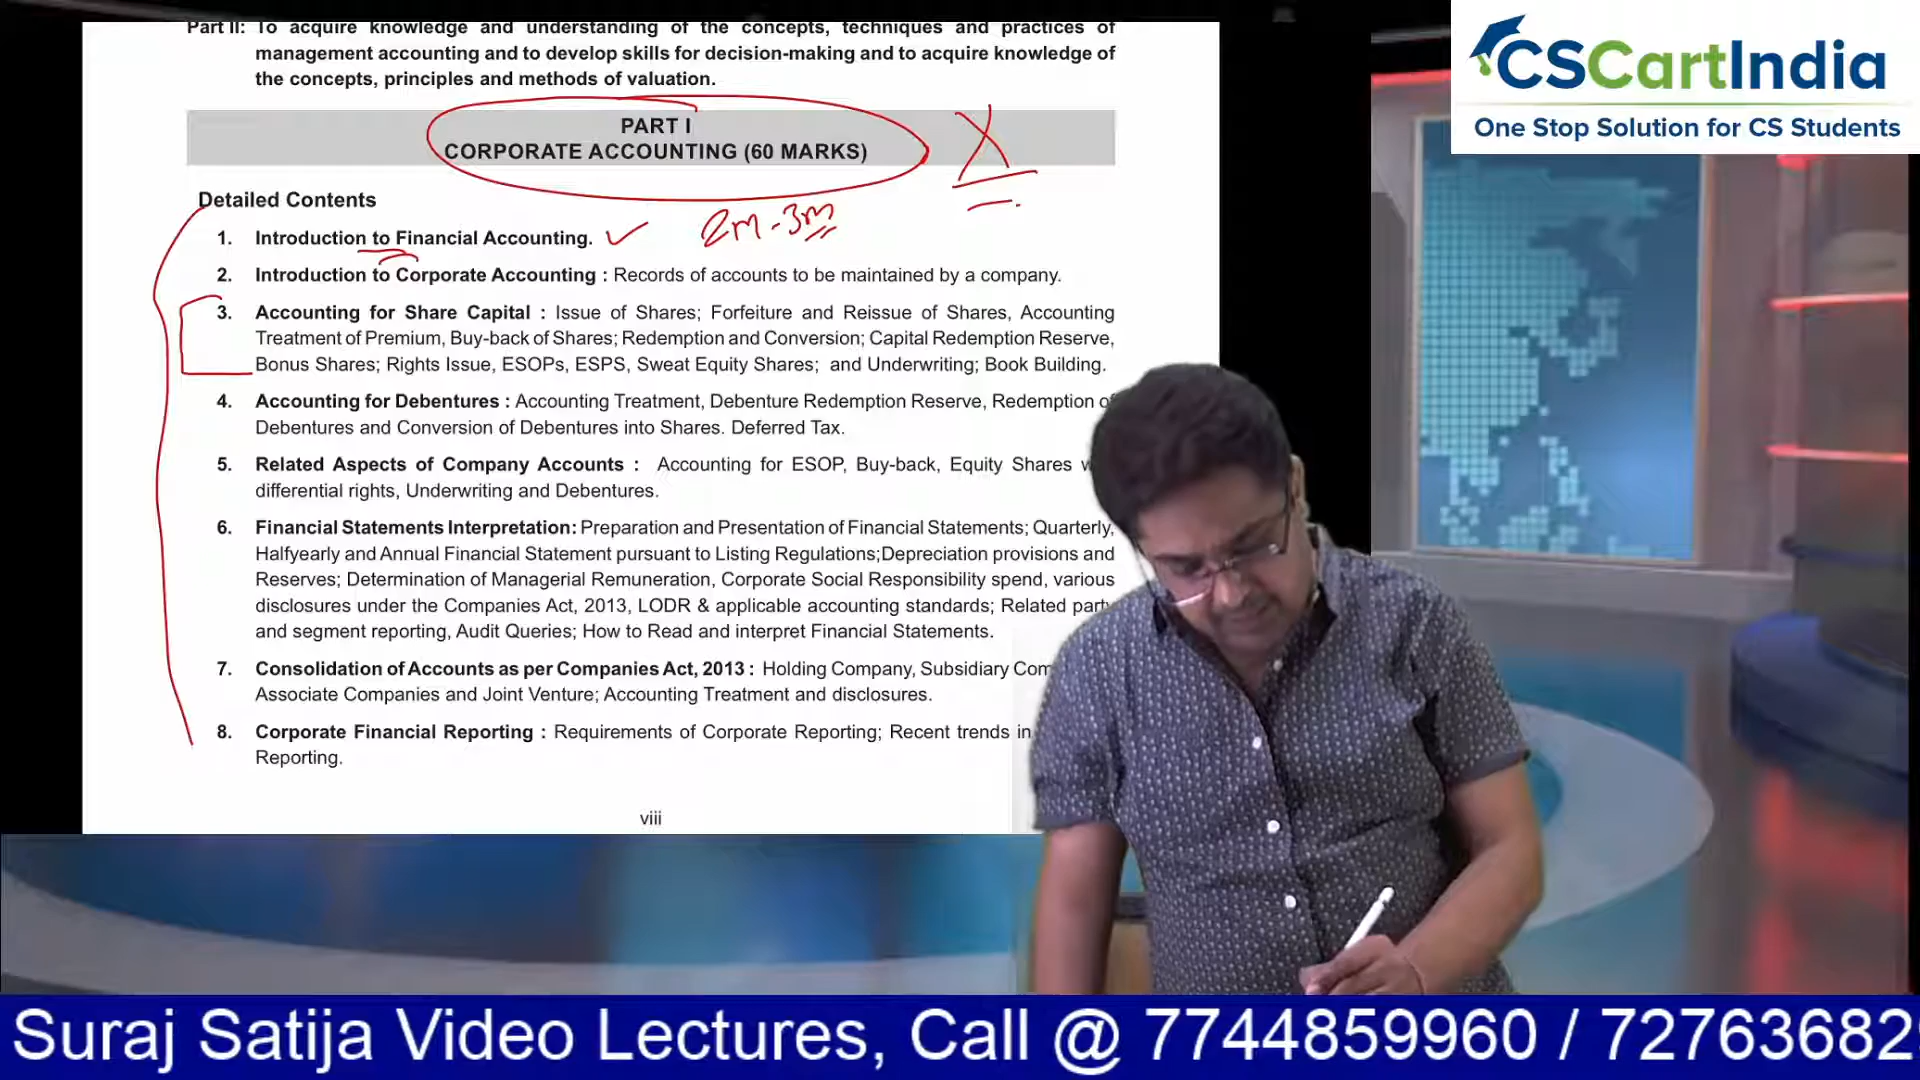 Part II: To acquire knowledge and understanding of the concepts, techniques and practices of
management accounting and to develop skills for decision-making and to acquire knowledge of
the concepts, principles and methods of valuation.
CSCartIndia
One Stop Solution for CS Students
PART I
CORPORATE ACCOUNTING (60 MARKS)
X
Detailed Contents
1. Introduction to Financial Accounting. ✓ 2m - 3m
2. Introduction to Corporate Accounting : Records of accounts to be maintained by a company.
3. Accounting for Share Capital : Issue of Shares; Forfeiture and Reissue of Shares, Accounting
Treatment of Premium, Buy-back of Shares; Redemption and Conversion; Capital Redemption Reserve,
Bonus Shares; Rights Issue, ESOPs, ESPS, Sweat Equity Shares; and Underwriting; Book Building.
4. Accounting for Debentures : Accounting Treatment, Debenture Redemption Reserve, Redemption of
Debentures and Conversion of Debentures into Shares. Deferred Tax.
5. Related Aspects of Company Accounts : Accounting for ESOP, Buy-back, Equity Shares
differential rights, Underwriting and Debentures.
6. Financial Statements Interpretation: Preparation and Presentation of Financial Statements; Quarterly,
Halfyearly and Annual Financial Statement pursuant to Listing Regulations;Depreciation provisions and
Reserves; Determination of Managerial Remuneration, Corporate Social Responsibility spend, various
disclosures under the Companies Act, 2013, LODR & applicable accounting standards; Related party
and segment reporting, Audit Queries; How to Read and interpret Financial Statements.
7. Consolidation of Accounts as per Companies Act, 2013 : Holding Company, Subsidiary Com
Associate Companies and Joint Venture; Accounting Treatment and disclosures.
8. Corporate Financial Reporting : Requirements of Corporate Reporting; Recent trends in
Reporting.
viii
Suraj Satija Video Lectures, Call @ 7744859960 / 727636829